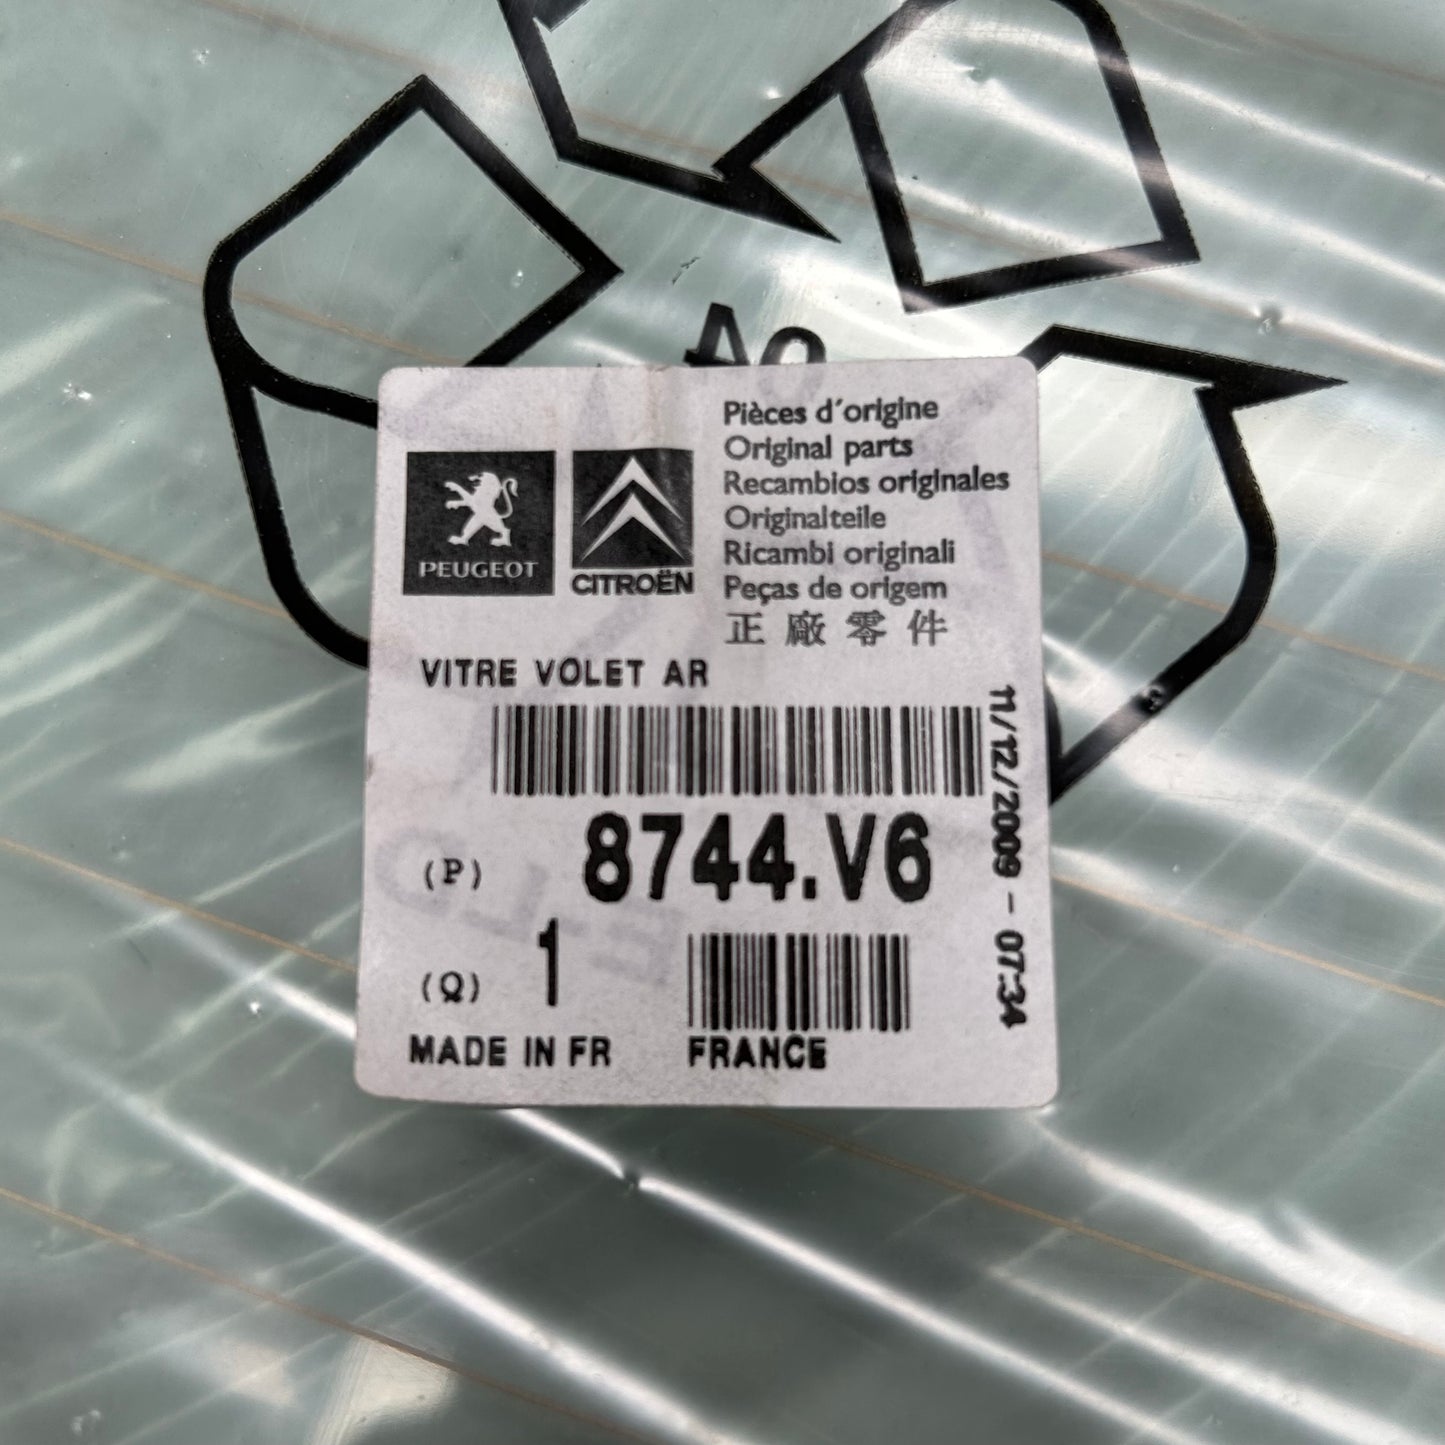 PEUGEOT
CITROËN
Pièces d'origine
Original parts
Recambios originales
Originalteile
Ricambi originali
Peças de origem
正廠零件
VITRE VOLET AR
(P) 8744.V6
(Q) 1
MADE IN FR FRANCE
11/12/2009 - 07:34